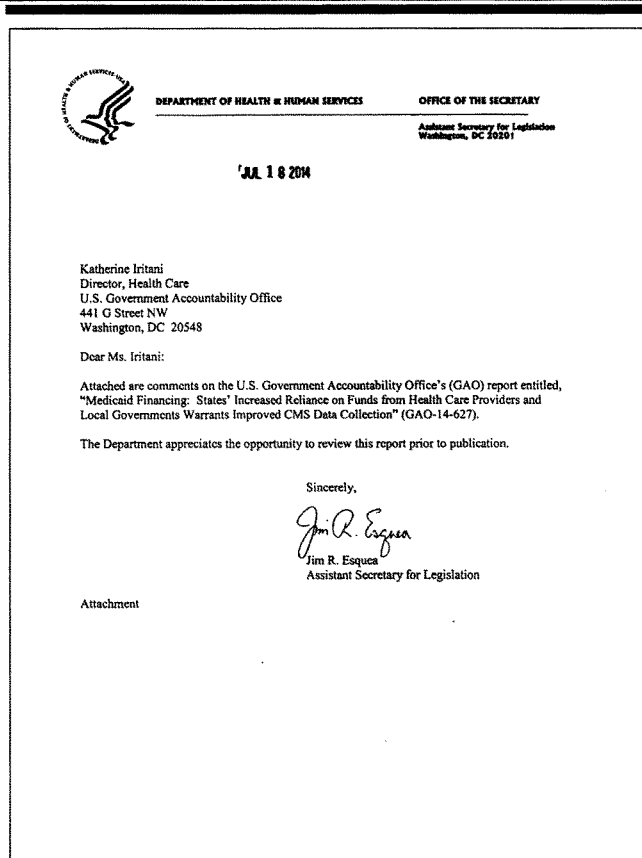 DEPARTMENT OF HEALTH & HUMAN SERVICES
OFFICE OF THE SECRETARY
Assistant Secretary for Legislation
Washington, DC 20201
JUL 18 2014
Katherine Iritani
Director, Health Care
U.S. Government Accountability Office
441 G Street NW
Washington, DC 20548
Dear Ms. Iritani:
Attached are comments on the U.S. Government Accountability Office's (GAO) report entitled,
"Medicaid Financing: States' Increased Reliance on Funds from Health Care Providers and
Local Governments Warrants Improved CMS Data Collection" (GAO-14-627).
The Department appreciates the opportunity to review this report prior to publication.
Sincerely,
Jim R. Esquea
Jim R. Esquea
Assistant Secretary for Legislation
Attachment